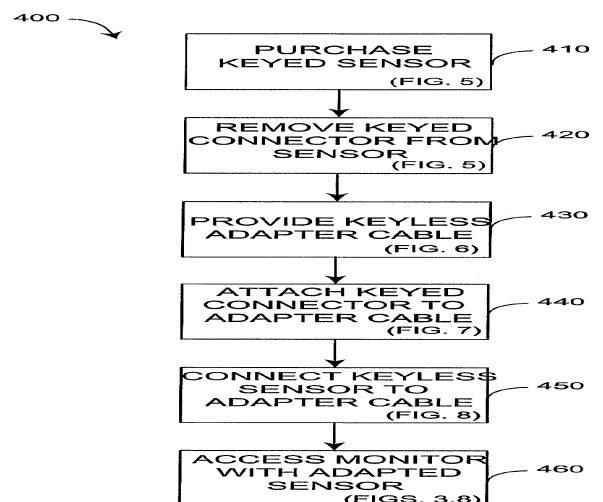 400
PURCHASE
KEYED SENSOR
(FIG. 5)
410
REMOVE KEYED
CONNECTOR FROM
SENSOR
(FIG. 5)
420
PROVIDE KEYLESS
ADAPTER CABLE
(FIG. 6)
430
ATTACH KEYED
CONNECTOR TO
ADAPTER CABLE
(FIG. 7)
440
CONNECT KEYLESS
SENSOR TO
ADAPTER CABLE
(FIG. 8)
450
ACCESS MONITOR
WITH ADAPTED
SENSOR
(FIGS. 3,8)
460